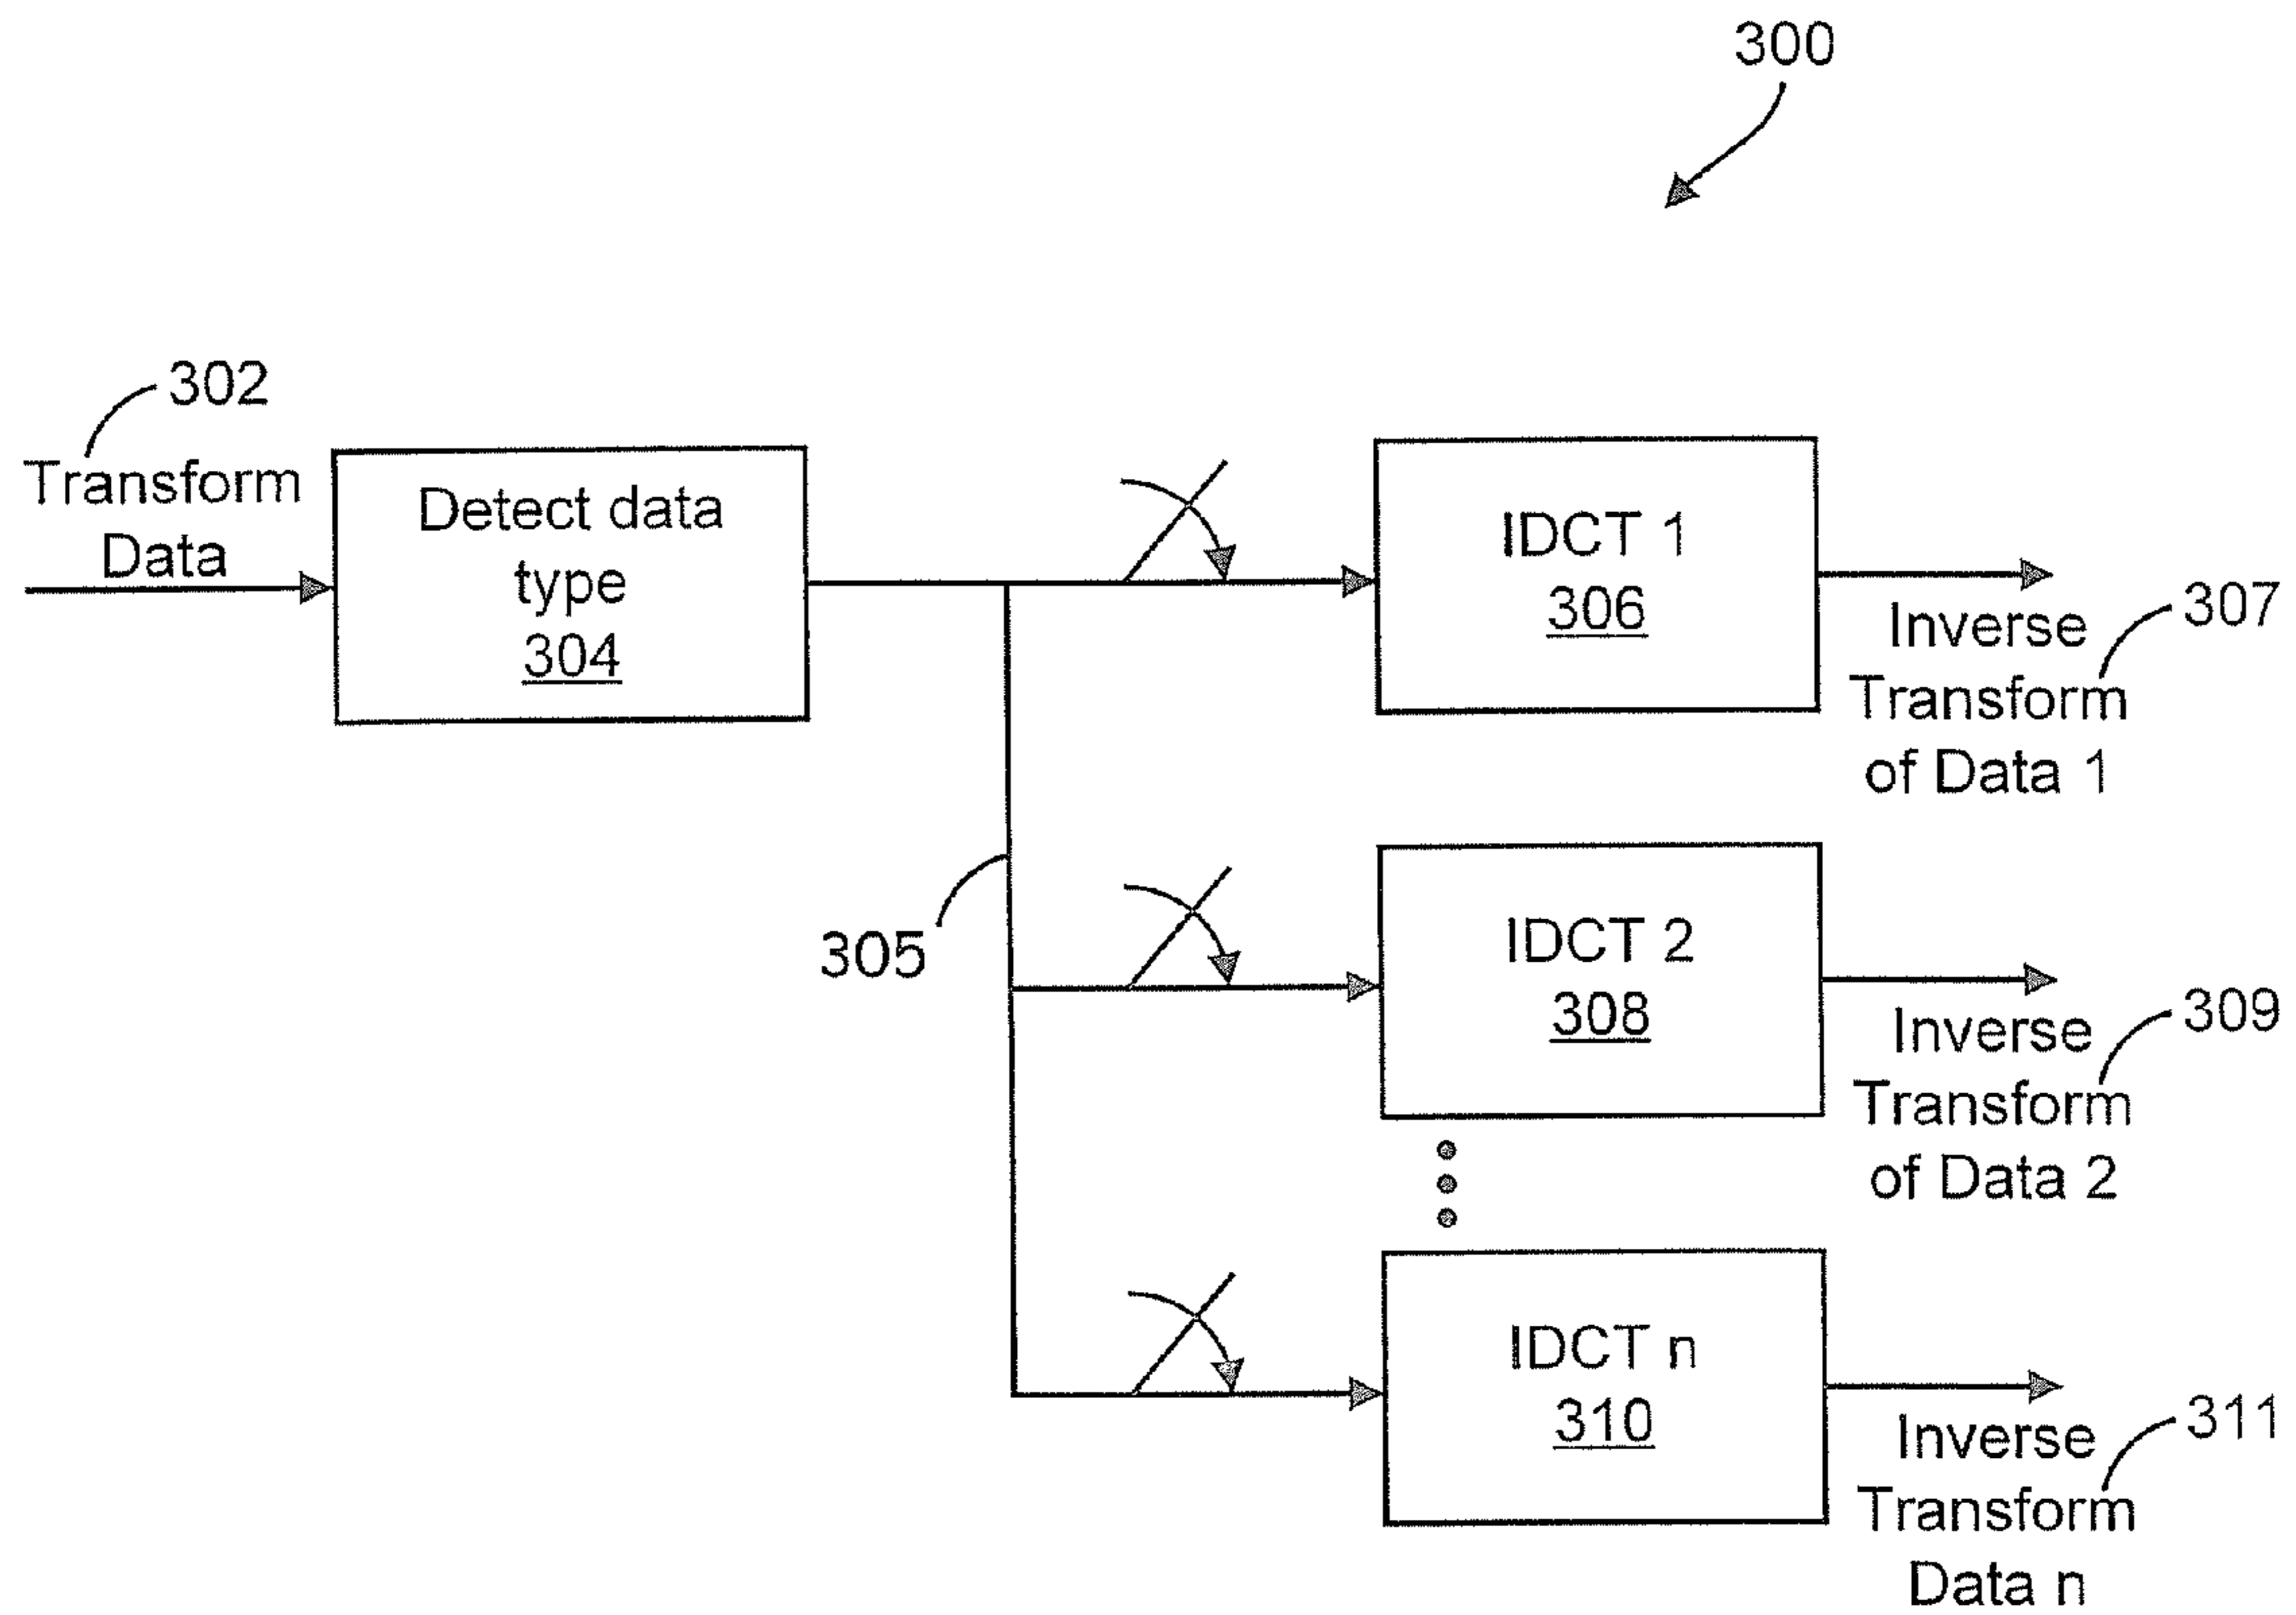 300
302
Transform
Data
Detect data
type
304
305
IDCT 1
306
307
Inverse
Transform
of Data 1
IDCT 2
308
309
Inverse
Transform
of Data 2
IDCT n
310
311
Inverse
Transform
Data n